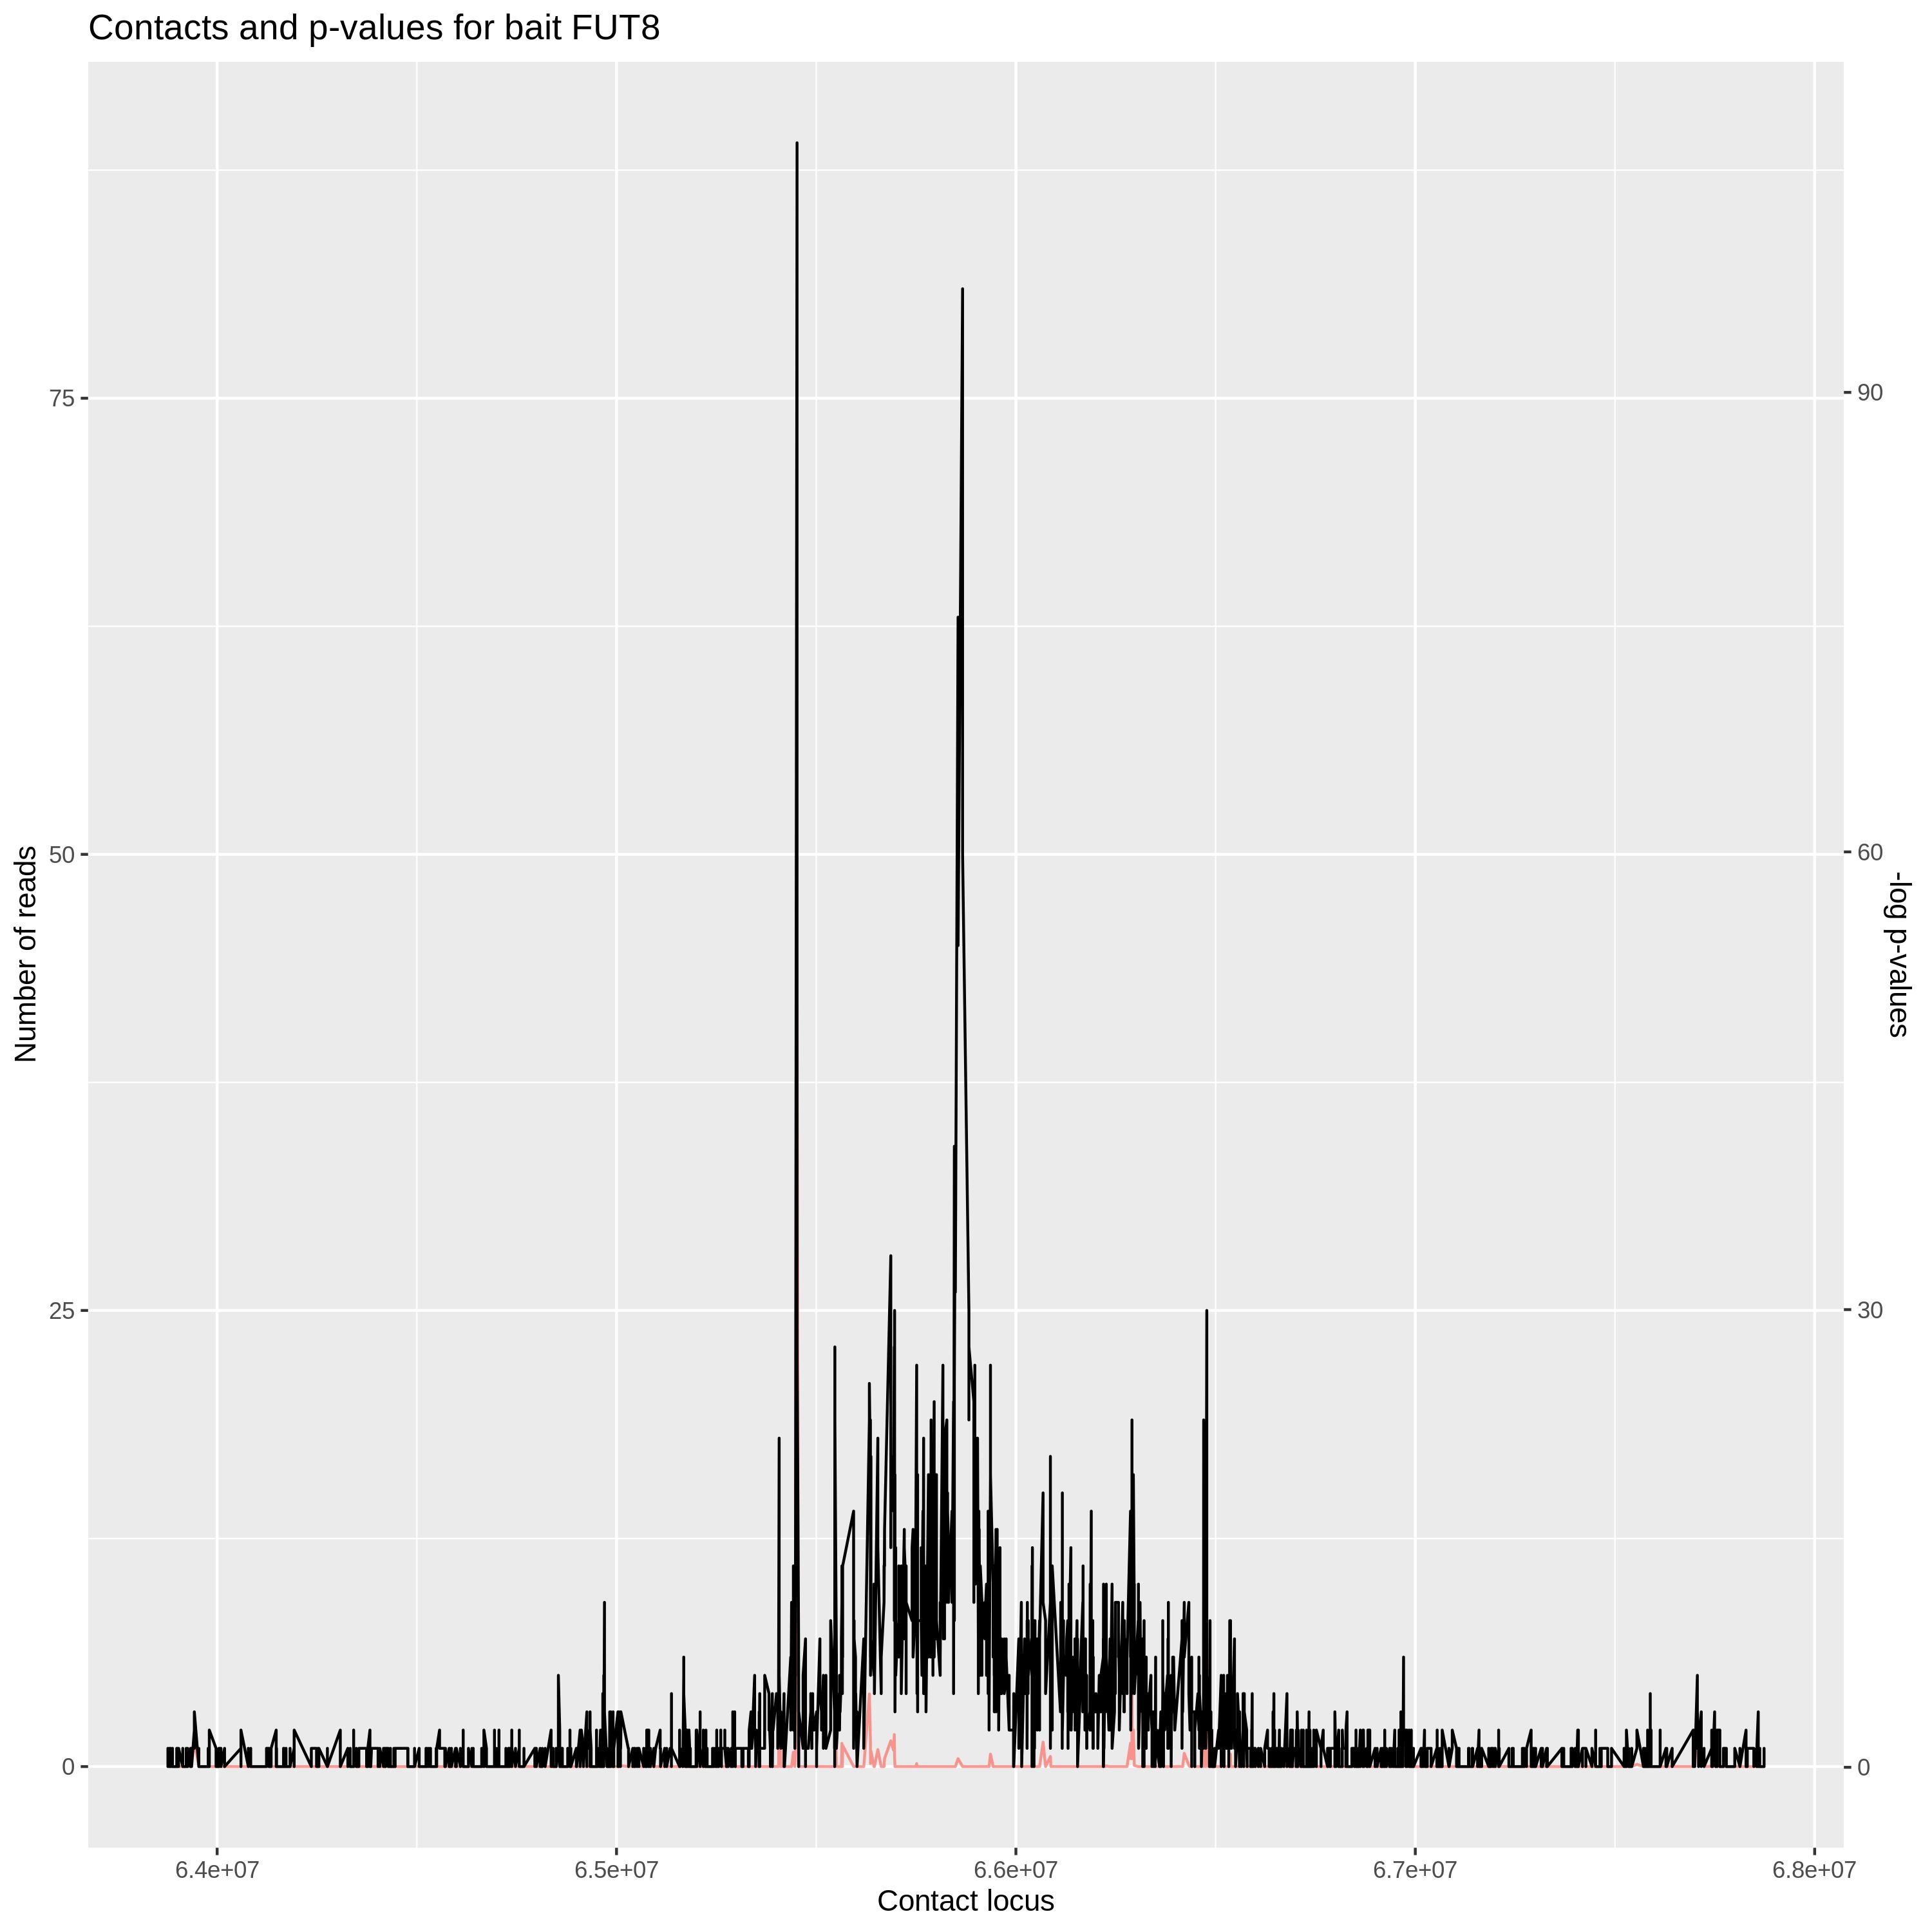 Contacts and p-values for bait FUT8
75
50
25
0
90
60
30
0
Number of reads
-log p-values
6.4e+07
6.5e+07
6.6e+07
6.7e+07
6.8e+07
Contact locus